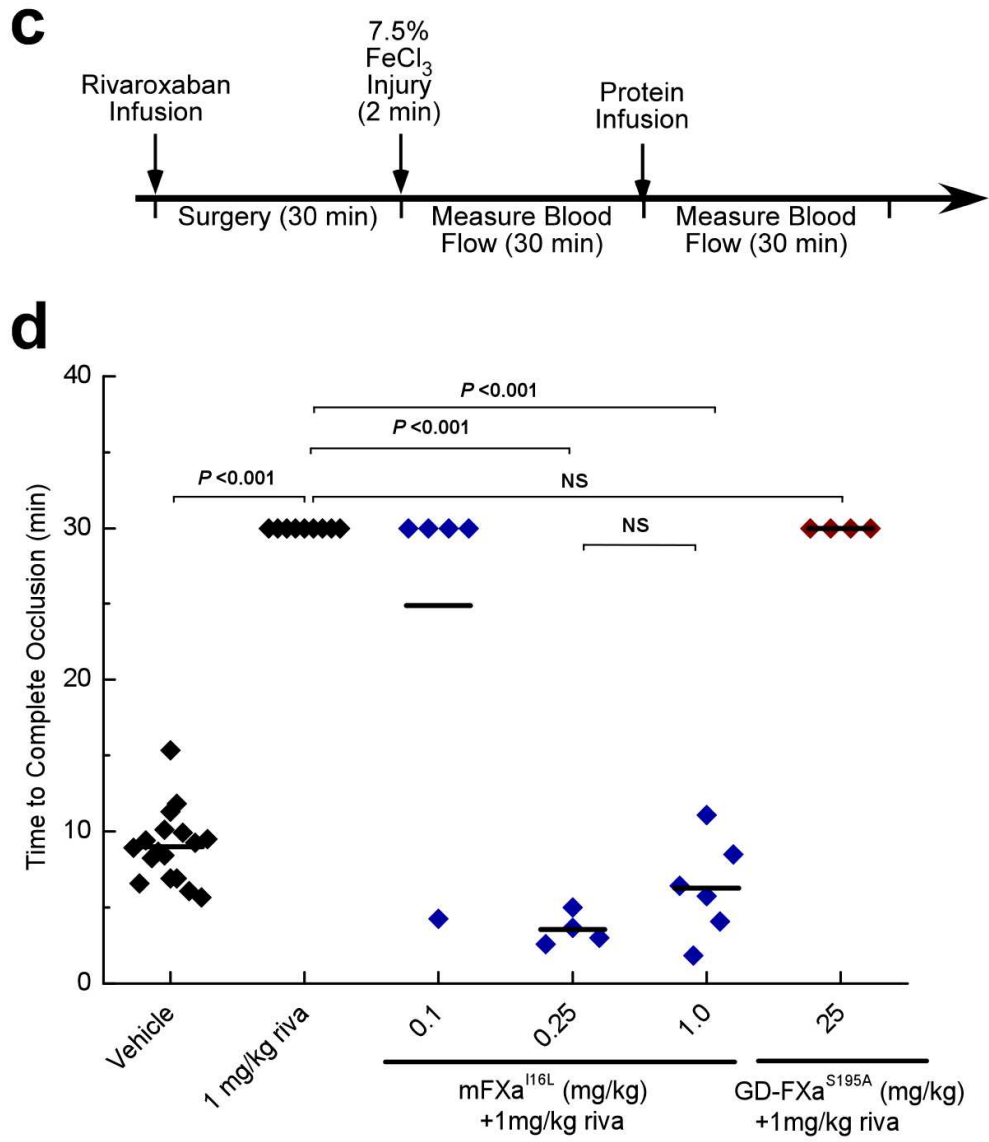 c
7.5%
FeCl3
Injury
(2 min)
Rivaroxaban
Infusion
Protein
Infusion
Surgery (30 min)
Measure Blood
Flow (30 min)
Measure Blood
Flow (30 min)
d
Time to Complete Occlusion (min)
40
30
20
10
0
P <0.001
P <0.001
P <0.001
NS
NS
Vehicle
1 mg/kg riva
0.1
0.25
1.0
25
mFXaI16L (mg/kg)
+1mg/kg riva
GD-FXaS195A (mg/kg)
+1mg/kg riva